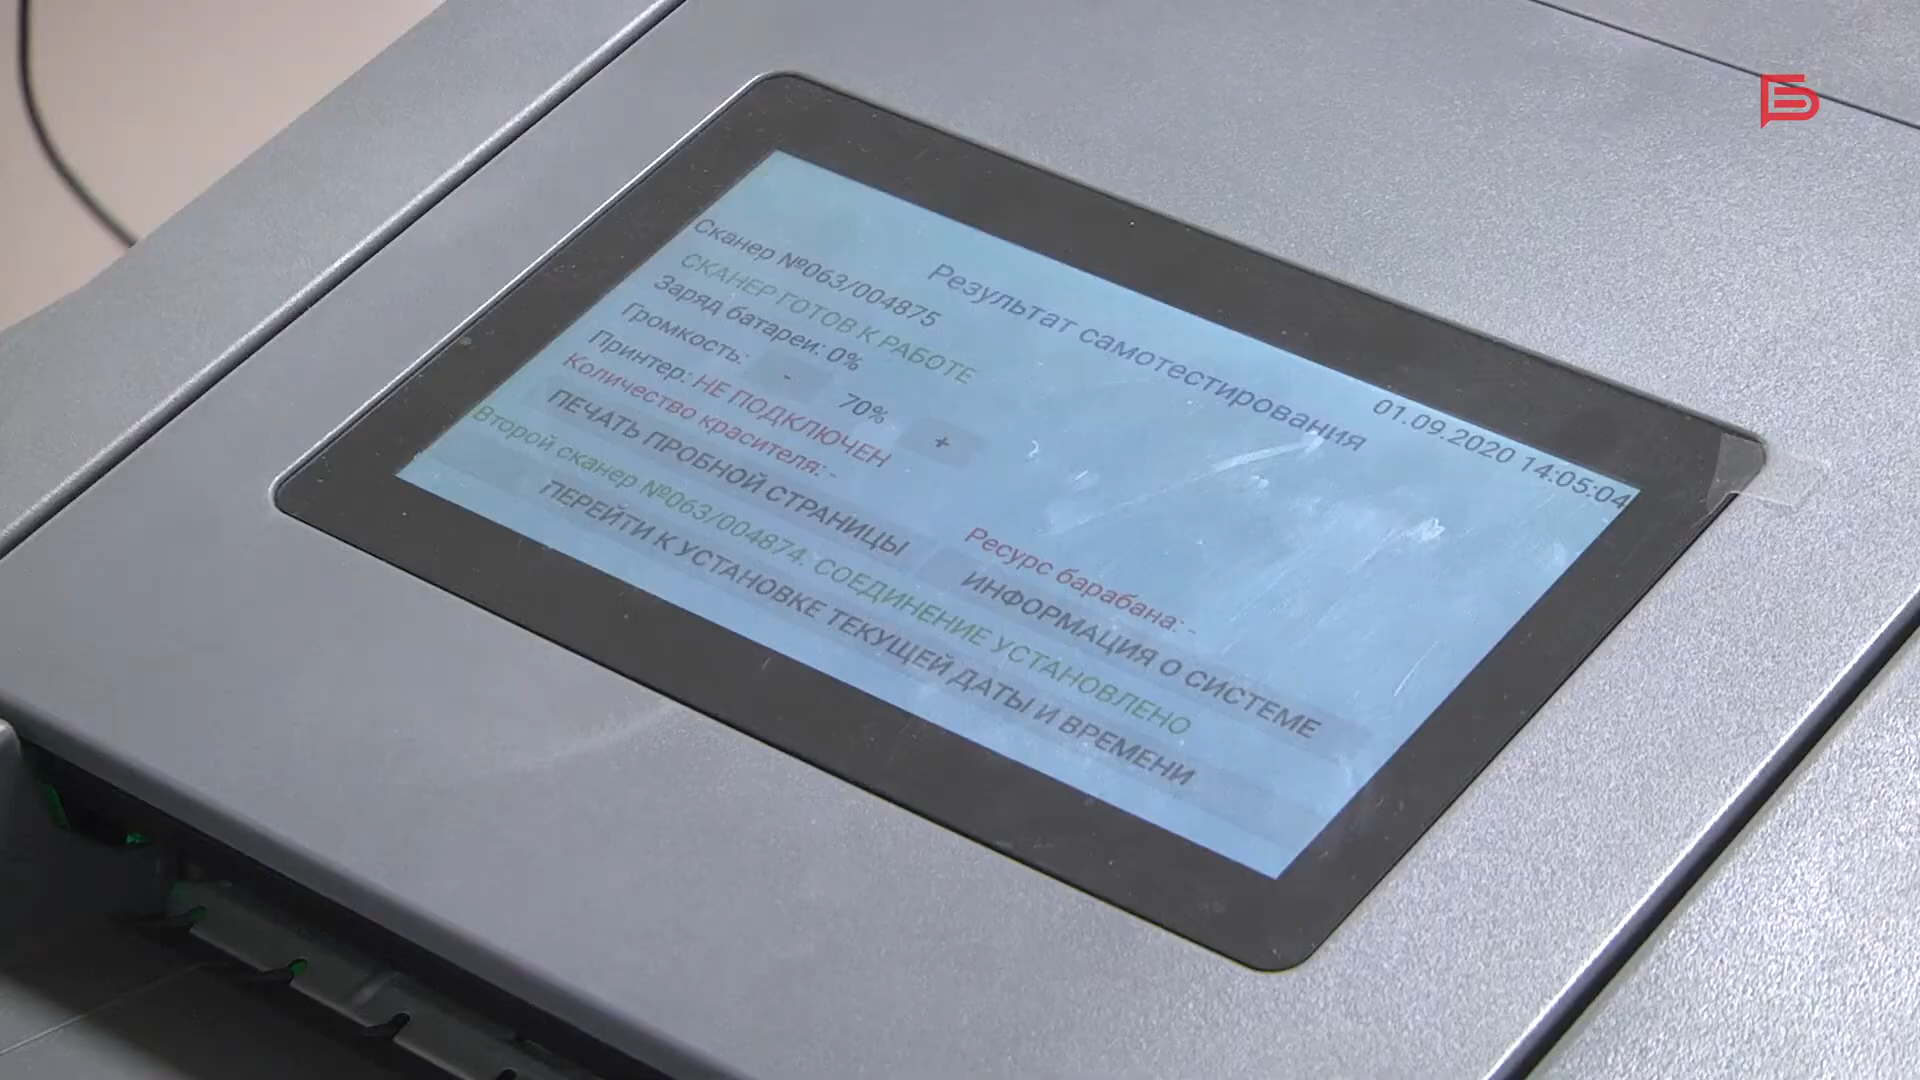 01.09.2020 14:05:04
Результат самотестирования
Сканер №063/004875
СКАНЕР ГОТОВ К РАБОТЕ
Заряд батареи: 0%
Громкость: - 70% +
Принтер: НЕ ПОДКЛЮЧЕН
Количество красителя: - Ресурс барабана: -
ПЕЧАТЬ ПРОБНОЙ СТРАНИЦЫ ИНФОРМАЦИЯ О СИСТЕМЕ
Второй сканер №063/004874: СОЕДИНЕНИЕ УСТАНОВЛЕНО
ПЕРЕЙТИ К УСТАНОВКЕ ТЕКУЩЕЙ ДАТЫ И ВРЕМЕНИ
Б